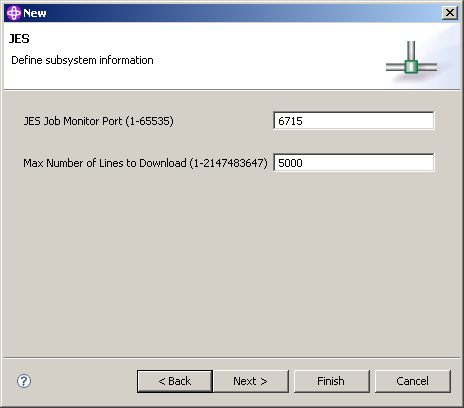 New
JES
Define subsystem information
JES Job Monitor Port (1-65535)
6715
Max Number of Lines to Download (1-2147483647)
5000
?
< Back
Next >
Finish
Cancel